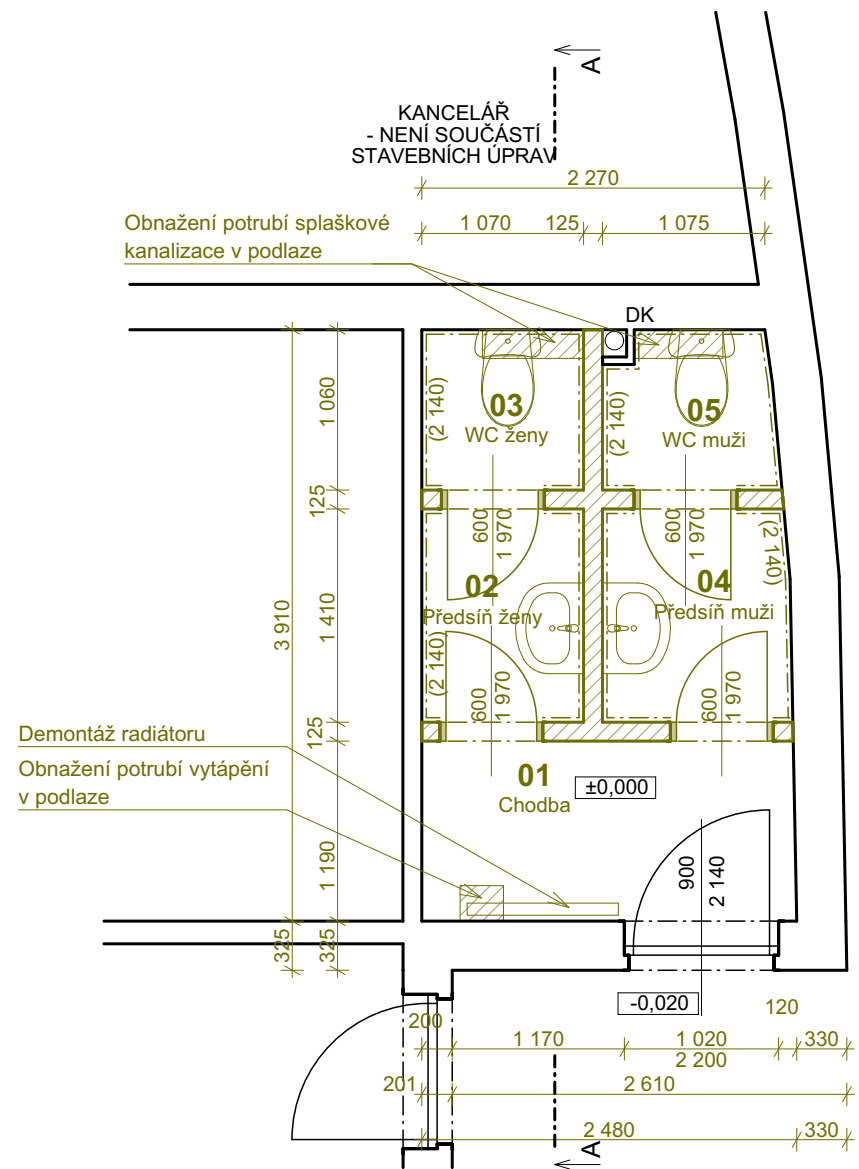 A
KANCELÁŘ
- NENÍ SOUČÁSTÍ
STAVEBNÍCH ÚPRAV
2 270
Obnažení potrubí splaškové
kanalizace v podlaze
1 070
125
1 075
DK
1 060
(2 140)
03
WC ženy
(2 140)
05
WC muži
125
600
1 970
600
1 970
(2 140)
3 910
1 410
02
Předsíň ženy
04
Předsíň muži
(2 140)
600
1 970
600
1 970
125
Demontáž radiátoru
Obnažení potrubí vytápění
v podlaze
01
Chodba
±0,000
1 190
900
2 140
325
325
-0,020
120
200
1 170
1 020
330
2 200
201
2 610
2 480
330
A